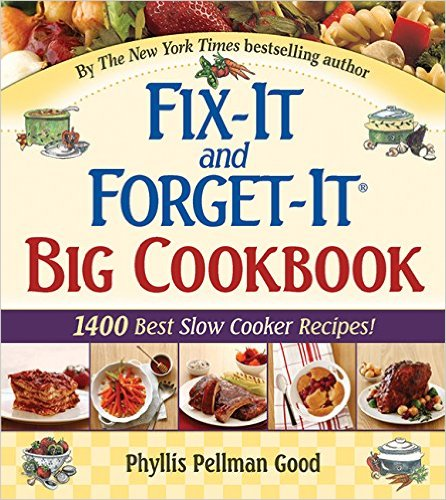 By The New York Times bestselling author
FIX-IT
and
FORGET-IT®
BIG COOKBOOK
1400 Best Slow Cooker Recipes!
Phyllis Pellman Good